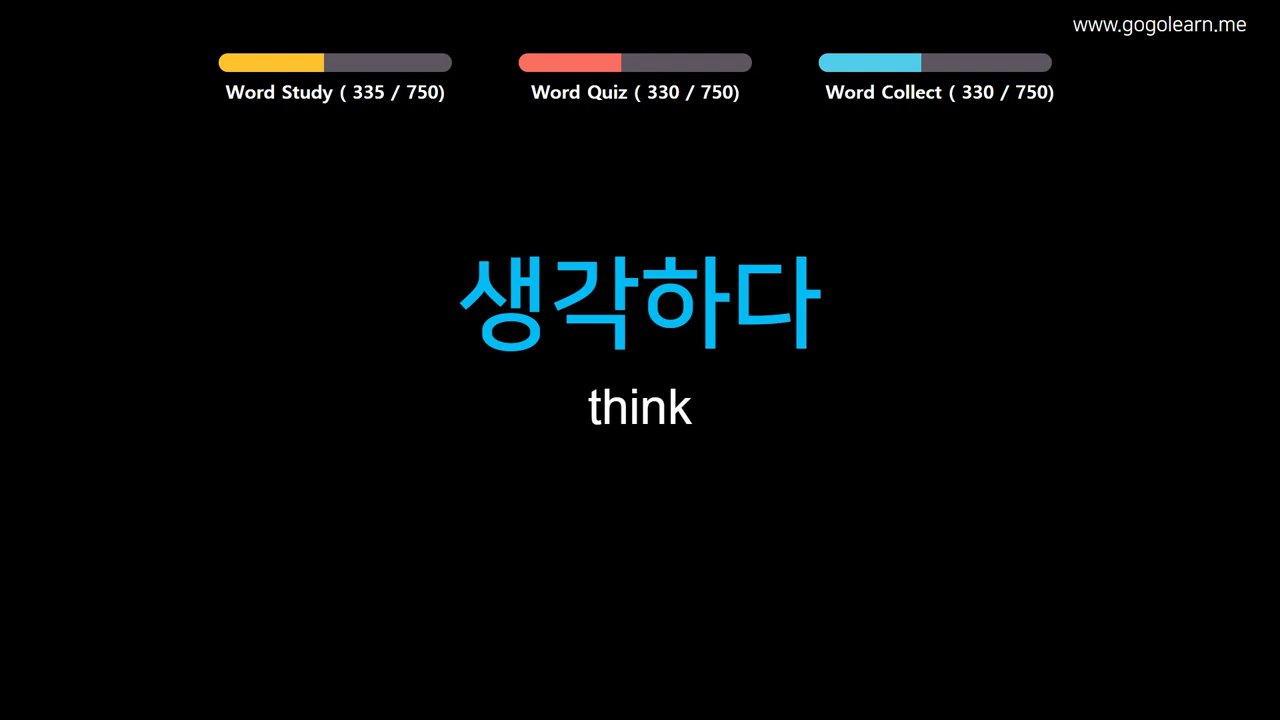 www.gogolearn.me
Word Study ( 335 / 750)
Word Quiz ( 330 / 750)
Word Collect ( 330 / 750)
생각하다
think